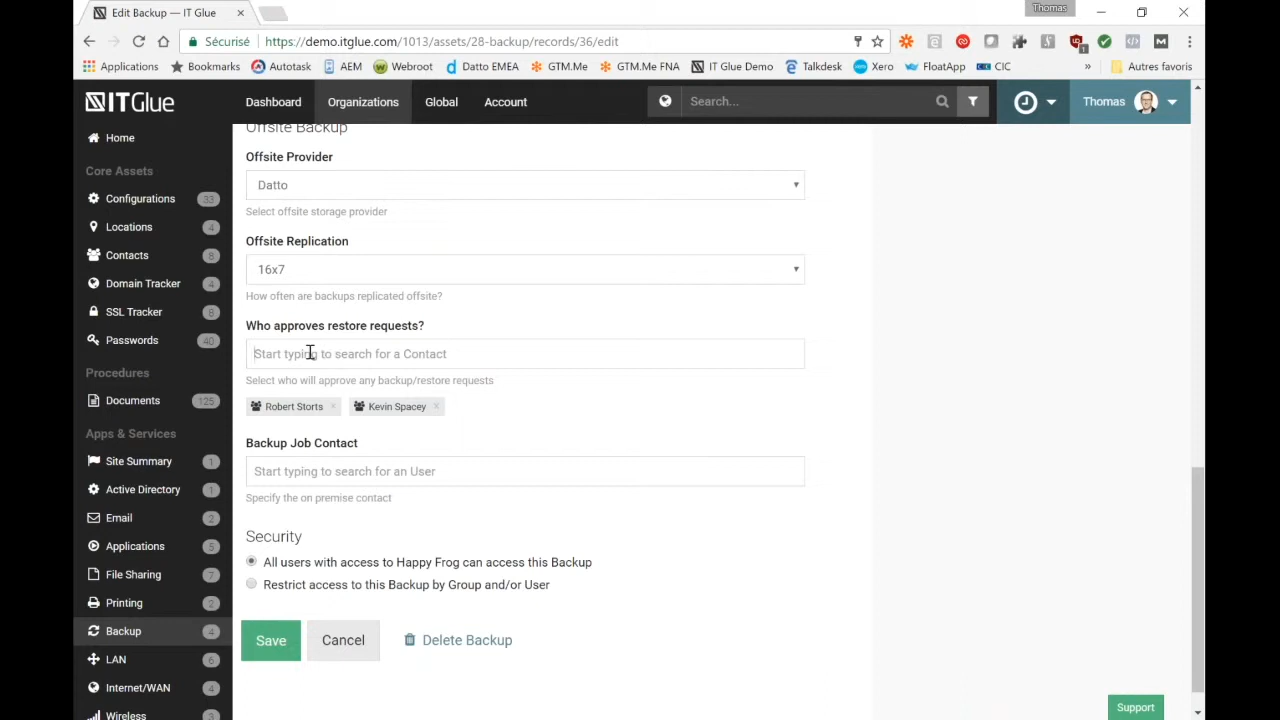 Thomas
Edit Backup — IT Glue
Sécurisé
https://demo.itglue.com/1013/assets/28-backup/records/36/edit
Applications
Bookmarks
Autotask
AEM
Webroot
Datto EMEA
GTM.Me
GTM.Me FNA
IT Glue Demo
Talkdesk
Xero
FloatApp
CIC
»
Autres favoris
ITGlue
Dashboard
Organizations
Global
Account
Search...
Thomas
Home
Core Assets
Configurations 33
Locations 4
Contacts 8
Domain Tracker 4
SSL Tracker 8
Passwords 40
Procedures
Documents 125
Apps & Services
Site Summary 1
Active Directory 1
Email 2
Applications 5
File Sharing 7
Printing 2
Backup 4
LAN 6
Internet/WAN 4
Wireless 3
Offsite Backup
Offsite Provider
Datto
Select offsite storage provider
Offsite Replication
16x7
How often are backups replicated offsite?
Who approves restore requests?
Start typing to search for a Contact
Select who will approve any backup/restore requests
Robert Storts ×
Kevin Spacey ×
Backup Job Contact
Start typing to search for an User
Specify the on premise contact
Security
All users with access to Happy Frog can access this Backup
Restrict access to this Backup by Group and/or User
Save
Cancel
Delete Backup
Support